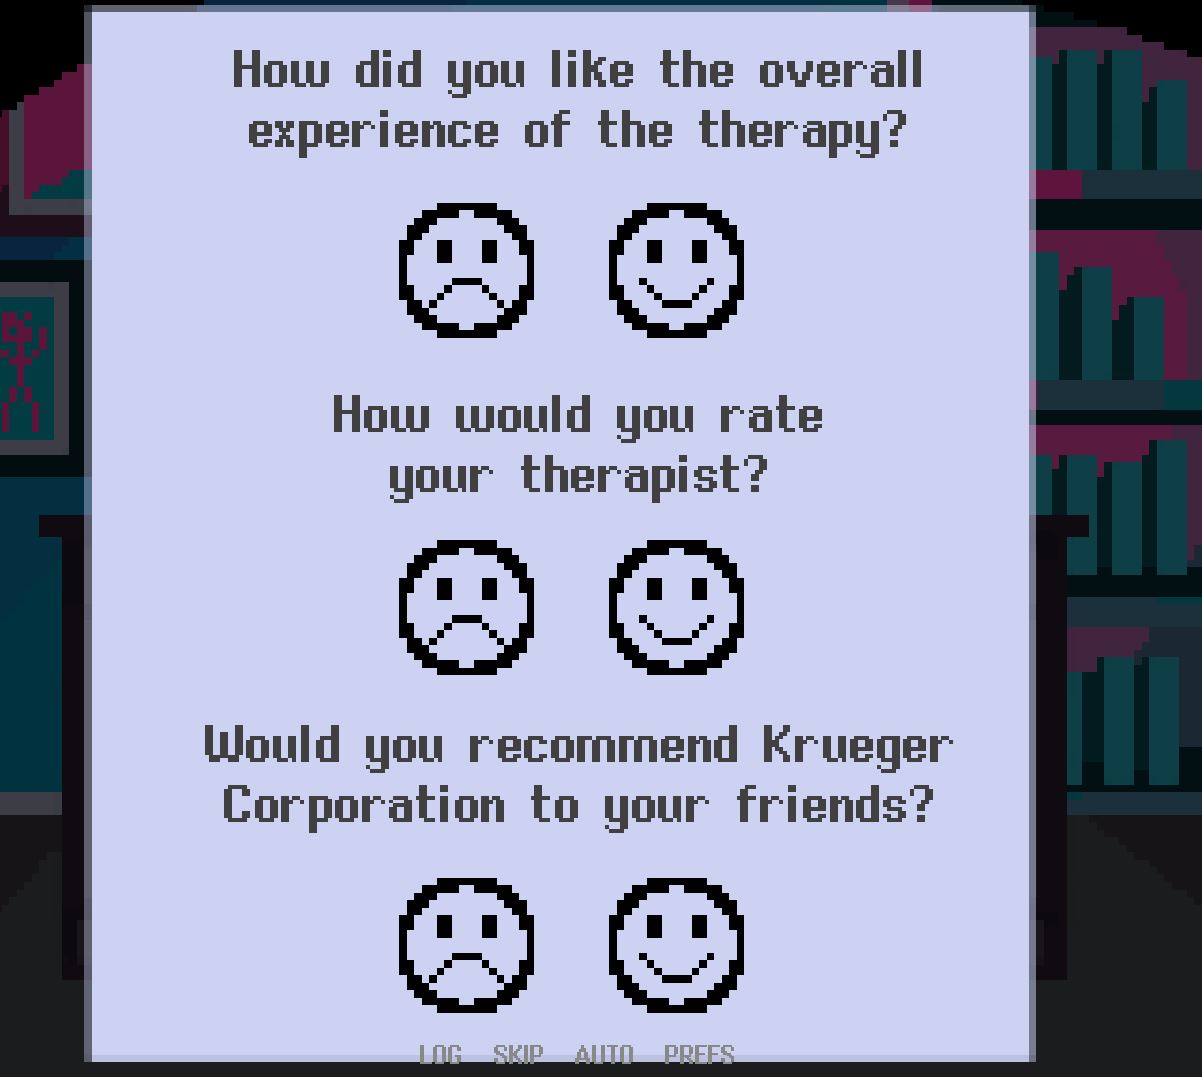 How did you like the overall
experience of the therapy?
How would you rate
your therapist?
Would you recommend Krueger
Corporation to your friends?
LOG SKIP AUTO PREFS